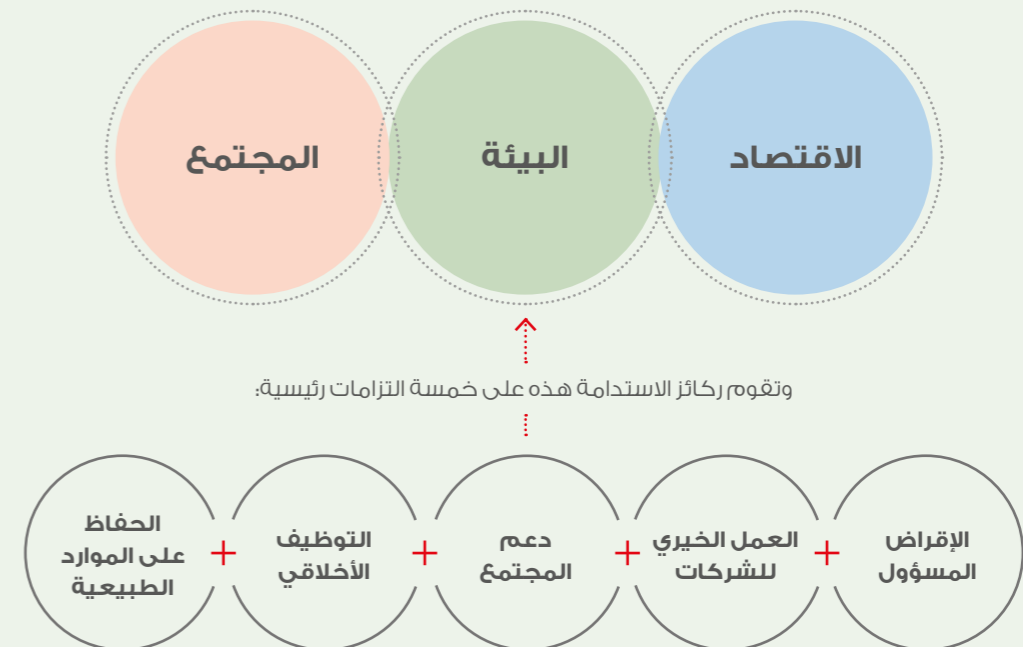 الاقتصاد
البيئة
المجتمع
وتقوم ركائز الاستدامة هذه على خمسة التزامات رئيسية:
الإقراض
المسؤول
+
العمل الخيري
للشركات
+
دعم
المجتمع
+
التوظيف
الأخلاقي
+
الحفاظ
على الموارد
الطبيعية